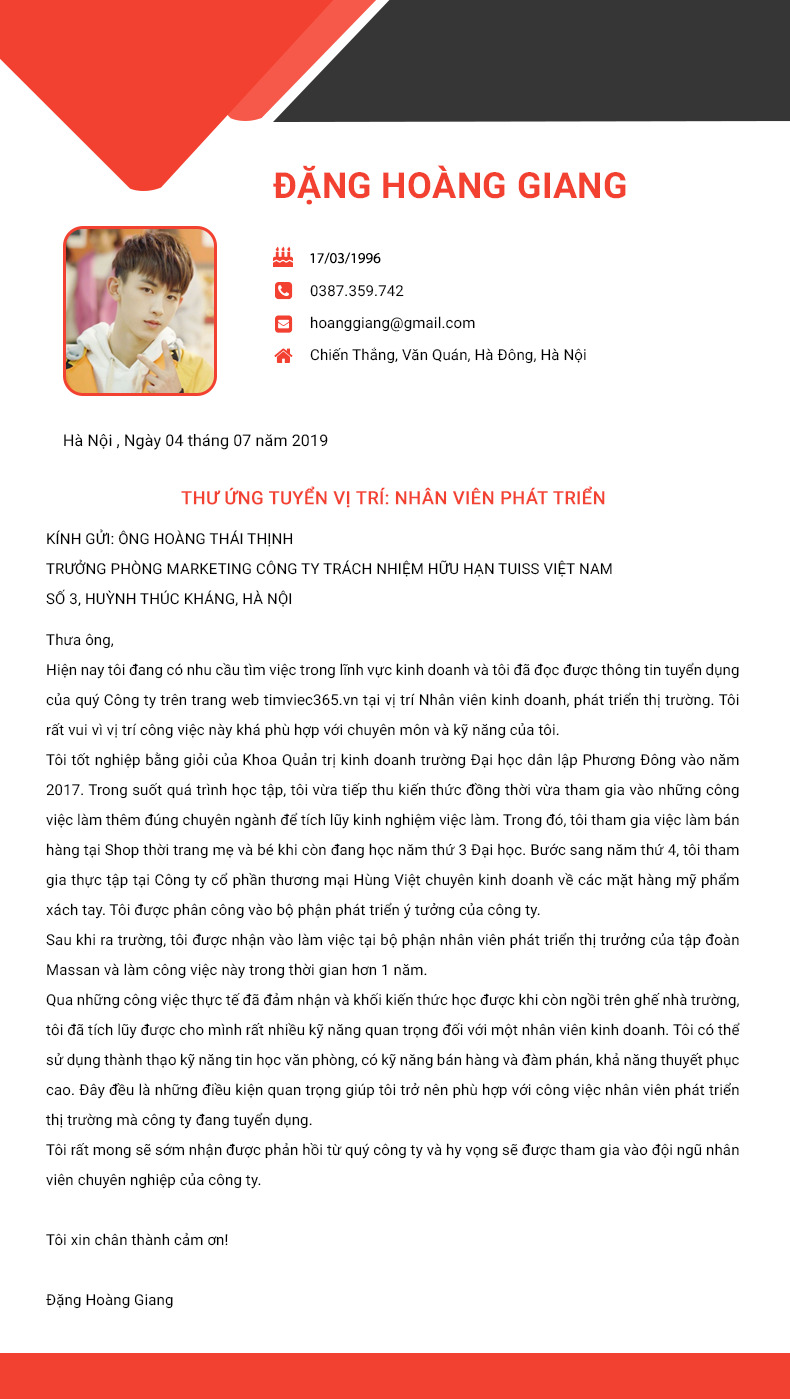 ĐẶNG HOÀNG GIANG
17/03/1996
0387.359.742
hoanggiang@gmail.com
Chiến Thắng, Văn Quán, Hà Đông, Hà Nội
Hà Nội , Ngày 04 tháng 07 năm 2019
THƯ ỨNG TUYỂN VỊ TRÍ: NHÂN VIÊN PHÁT TRIỂN
KÍNH GỬI: ÔNG HOÀNG THÁI THỊNH
TRƯỞNG PHÒNG MARKETING CÔNG TY TRÁCH NHIỆM HỮU HẠN TUISS VIỆT NAM
SỐ 3, HUỲNH THÚC KHÁNG, HÀ NỘI
Thưa ông,
Hiện nay tôi đang có nhu cầu tìm việc trong lĩnh vực kinh doanh và tôi đã đọc được thông tin tuyển dụng
của quý Công ty trên trang web timviec365.vn tại vị trí Nhân viên kinh doanh, phát triển thị trường. Tôi
rất vui vì vị trí công việc này khá phù hợp với chuyên môn và kỹ năng của tôi.
Tôi tốt nghiệp bằng giỏi của Khoa Quản trị kinh doanh trường Đại học dân lập Phương Đông vào năm
2017. Trong suốt quá trình học tập, tôi vừa tiếp thu kiến thức đồng thời vừa tham gia vào những công
việc làm thêm đúng chuyên ngành để tích lũy kinh nghiệm việc làm. Trong đó, tôi tham gia việc làm bán
hàng tại Shop thời trang mẹ và bé khi còn đang học năm thứ 3 Đại học. Bước sang năm thứ 4, tôi tham
gia thực tập tại Công ty cổ phần thương mại Hùng Việt chuyên kinh doanh về các mặt hàng mỹ phẩm
xách tay. Tôi được phân công vào bộ phận phát triển ý tưởng của công ty.
Sau khi ra trường, tôi được nhận vào làm việc tại bộ phận nhân viên phát triển thị trưởng của tập đoàn
Massan và làm công việc này trong thời gian hơn 1 năm.
Qua những công việc thực tế đã đảm nhận và khối kiến thức học được khi còn ngồi trên ghế nhà trường,
tôi đã tích lũy được cho mình rất nhiều kỹ năng quan trọng đối với một nhân viên kinh doanh. Tôi có thể
sử dụng thành thạo kỹ năng tin học văn phòng, có kỹ năng bán hàng và đàm phán, khả năng thuyết phục
cao. Đây đều là những điều kiện quan trọng giúp tôi trở nên phù hợp với công việc nhân viên phát triển
thị trường mà công ty đang tuyển dụng.
Tôi rất mong sẽ sớm nhận được phản hồi từ quý công ty và hy vọng sẽ được tham gia vào đội ngũ nhân
viên chuyên nghiệp của công ty.
Tôi xin chân thành cảm ơn!
Đặng Hoàng Giang